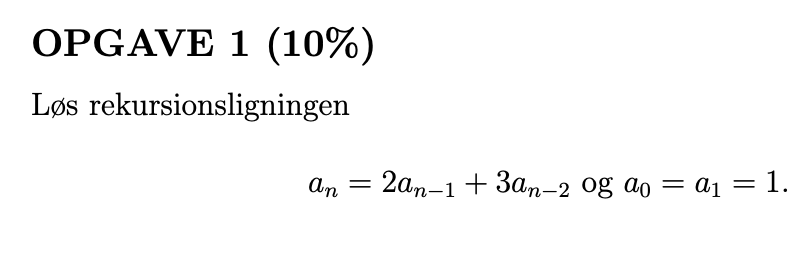 OPGAVE 1 (10%)
Løs rekursionsligningen
aₙ = 2aₙ₋₁ + 3aₙ₋₂ og a₀ = a₁ = 1.